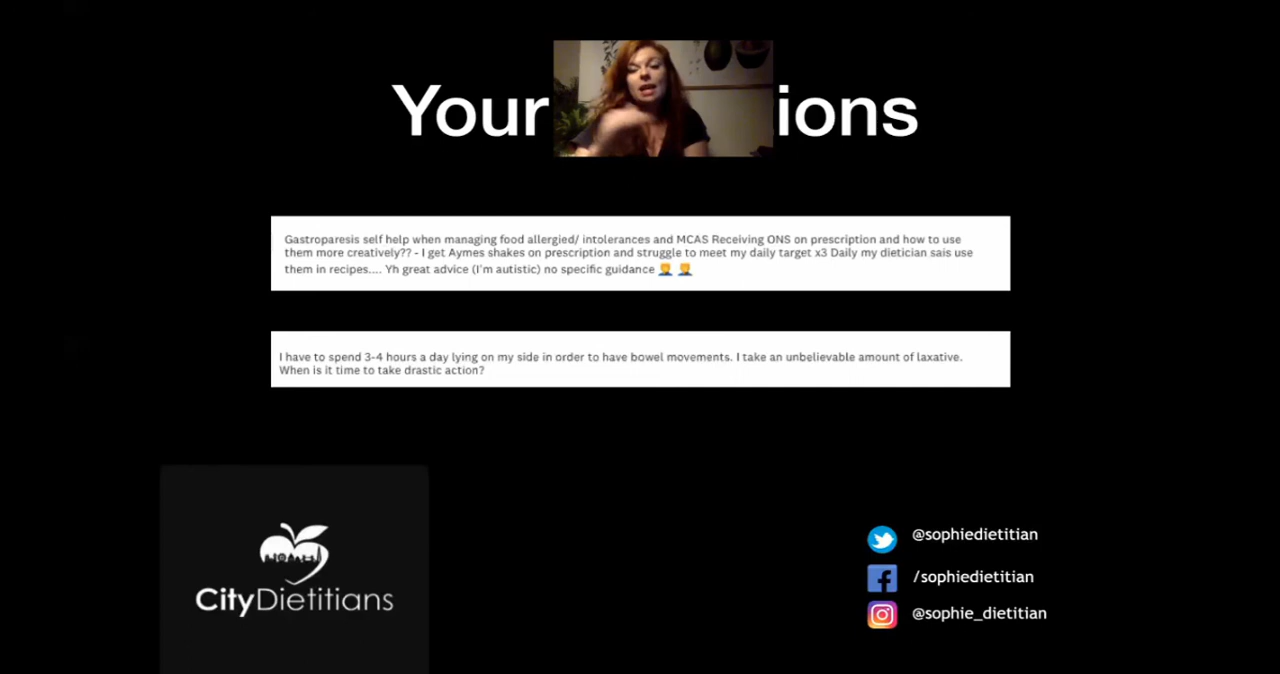 Your ions
Gastroparesis self help when managing food allergied/ intolerances and MCAS Receiving ONS on prescription and how to use
them more creatively?? - I get Aymes shakes on prescription and struggle to meet my daily target x3 Daily my dietician sais use
them in recipes.... Yh great advice (I'm autistic) no specific guidance 🤦 🤦
I have to spend 3-4 hours a day lying on my side in order to have bowel movements. I take an unbelievable amount of laxative.
When is it time to take drastic action?
CityDietitians
@sophiedietitian
/sophiedietitian
@sophie_dietitian